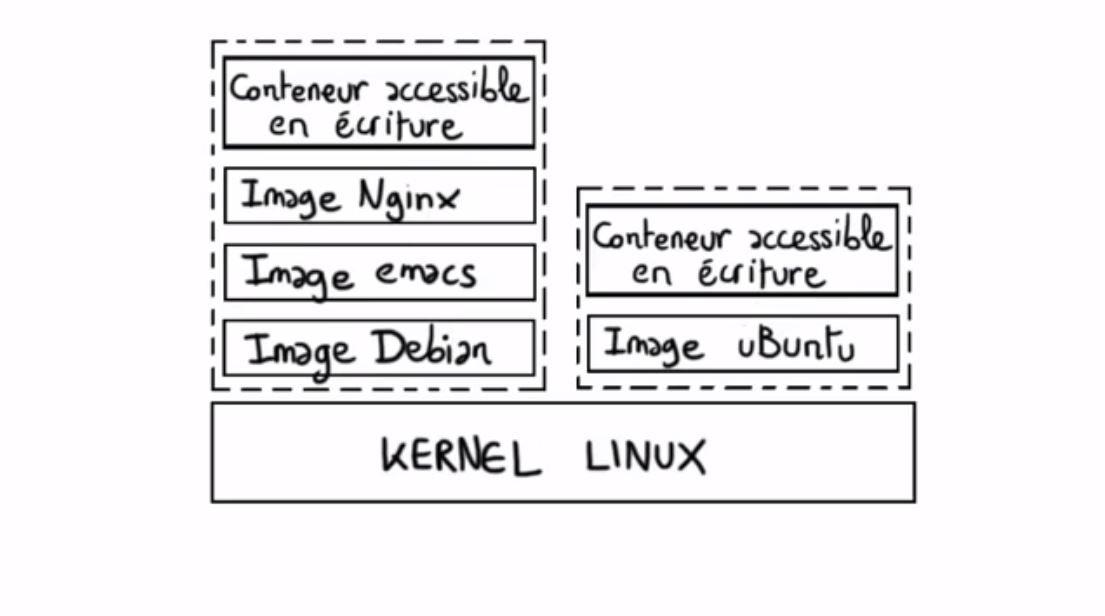 Conteneur accessible
en écriture
Image Nginx
Image emacs
Image Debian
Conteneur accessible
en écriture
Image uBuntu
KERNEL LINUX